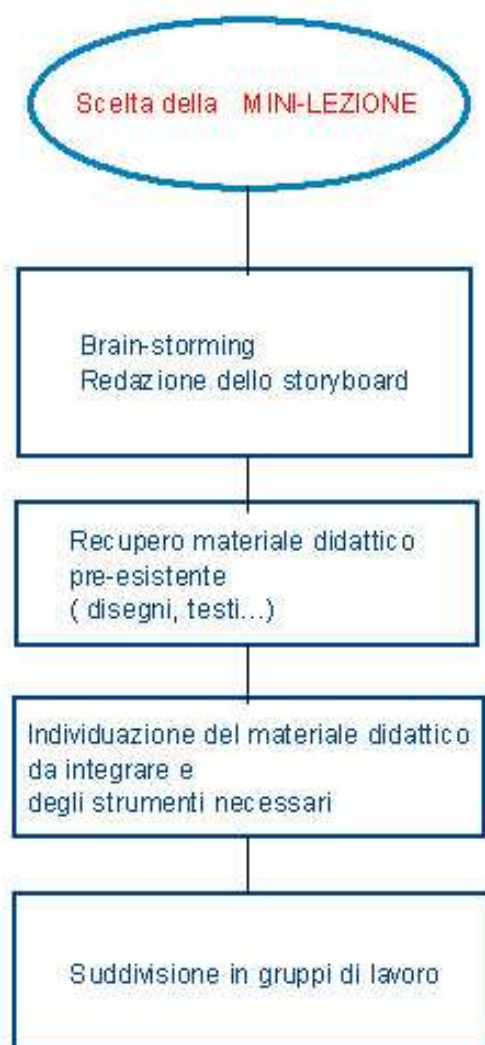 Scelta della MINI-LEZIONE
Brain-storming
Redazione dello storyboard
Recupero materiale didattico
pre-esistente
( disegni, testi...)
Individuazione del materiale didattico
da integrare e
degli strumenti necessari
Suddivisione in gruppi di lavoro